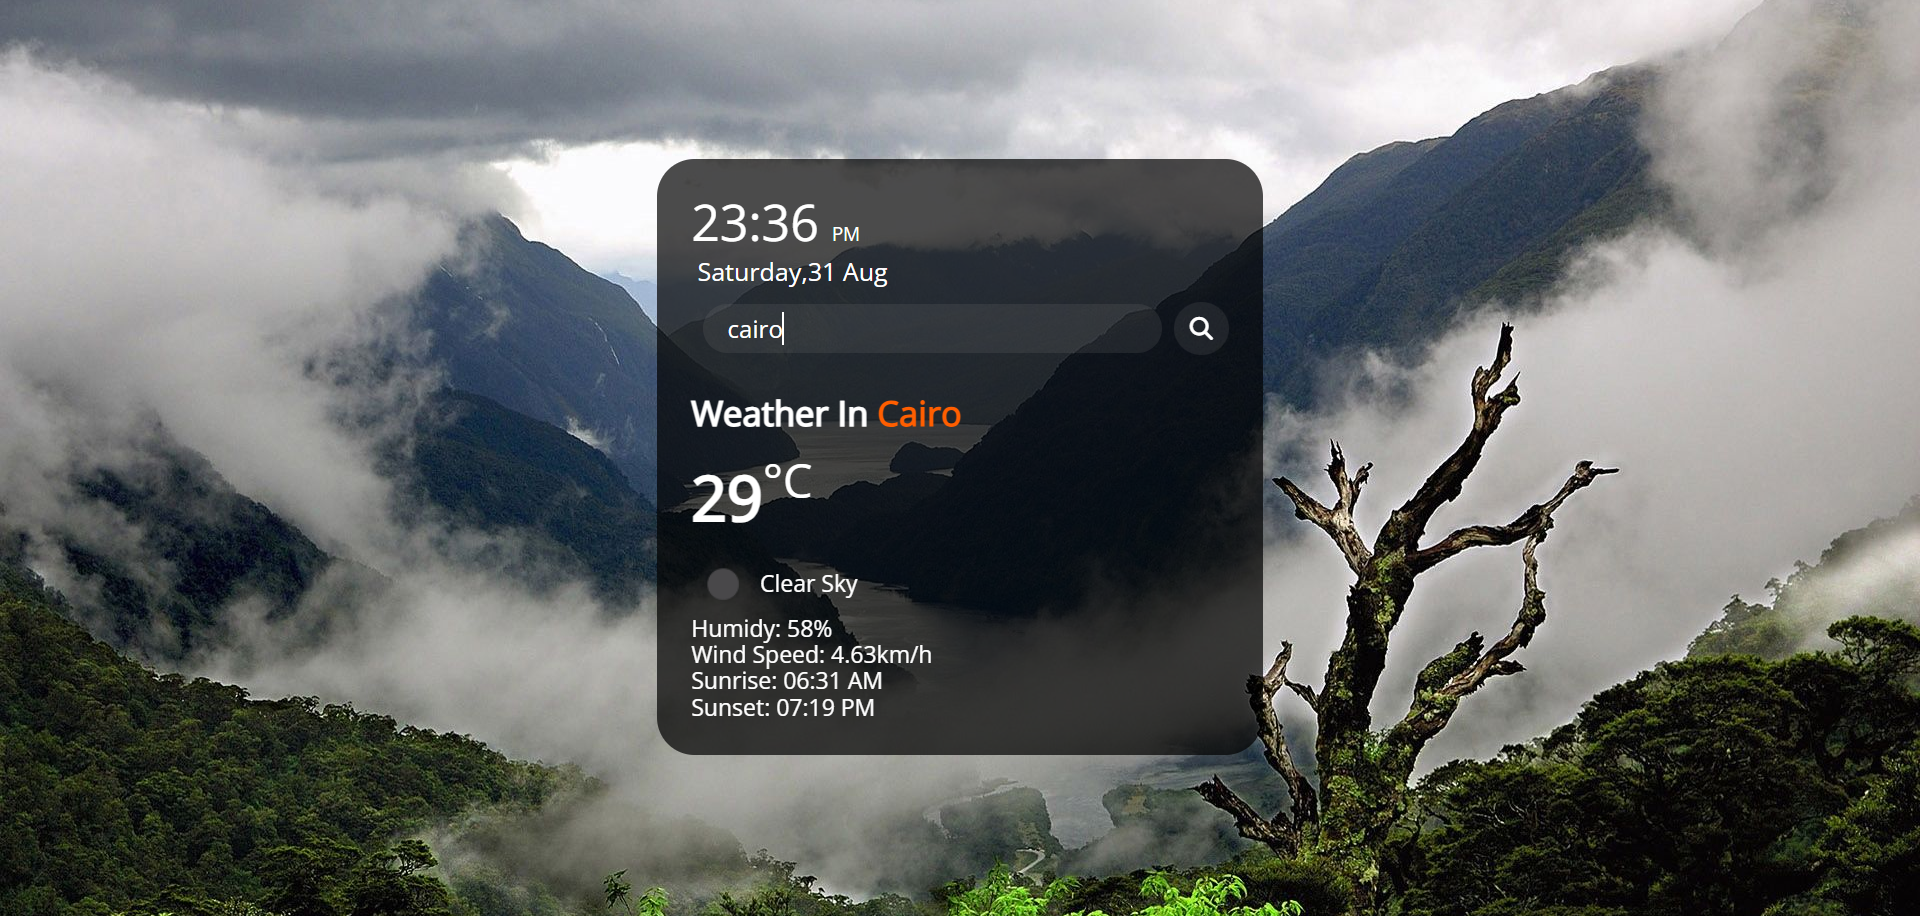 23:36 PM
Saturday,31 Aug
cairo
Weather In Cairo
29°C
Clear Sky
Humidy: 58%
Wind Speed: 4.63km/h
Sunrise: 06:31 AM
Sunset: 07:19 PM